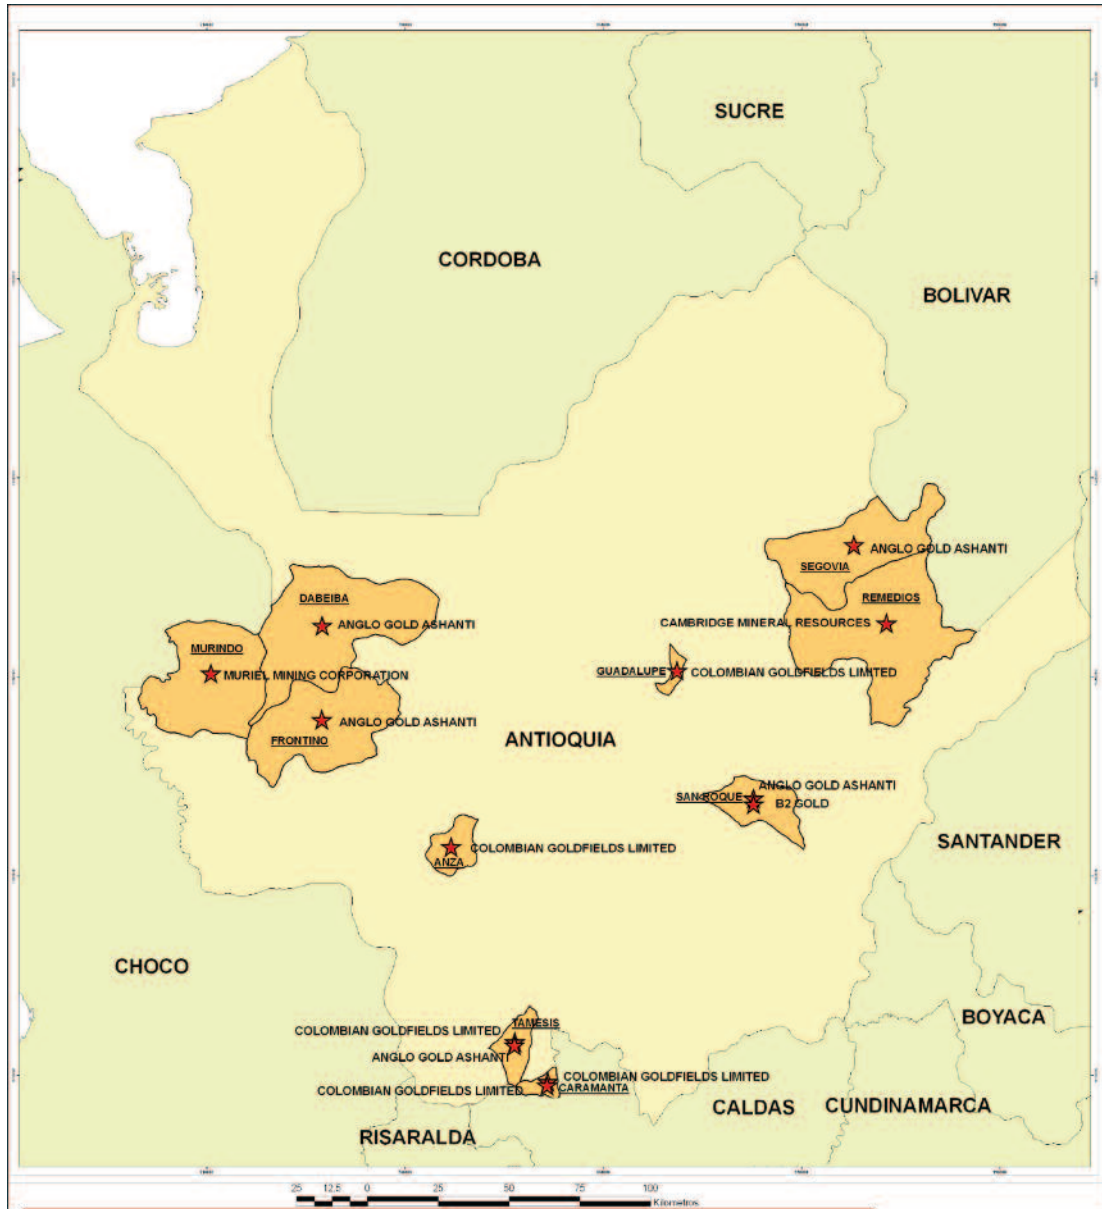 SUCRE
CORDOBA
BOLIVAR
ANGLO GOLD ASHANTI
SEGOVIA
DABEIBA
REMEDIOS
ANGLO GOLD ASHANTI
CAMBRIDGE MINERAL RESOURCES
MURINDO
MURIEL MINING CORPORATION
GUADALUPE
COLOMBIAN GOLDFIELDS LIMITED
ANGLO GOLD ASHANTI
FRONTINO
ANTIOQUIA
ANGLO GOLD ASHANTI
SAN ROQUE
B2 GOLD
SANTANDER
COLOMBIAN GOLDFIELDS LIMITED
ANZA
CHOCO
BOYACA
TAMESIS
COLOMBIAN GOLDFIELDS LIMITED
ANGLO GOLD ASHANTI
COLOMBIAN GOLDFIELDS LIMITED
COLOMBIAN GOLDFIELDS LIMITED
CARAMANTA
CALDAS
CUNDINAMARCA
RISARALDA
25 12,5 0 25 50 75 100
Kilometros